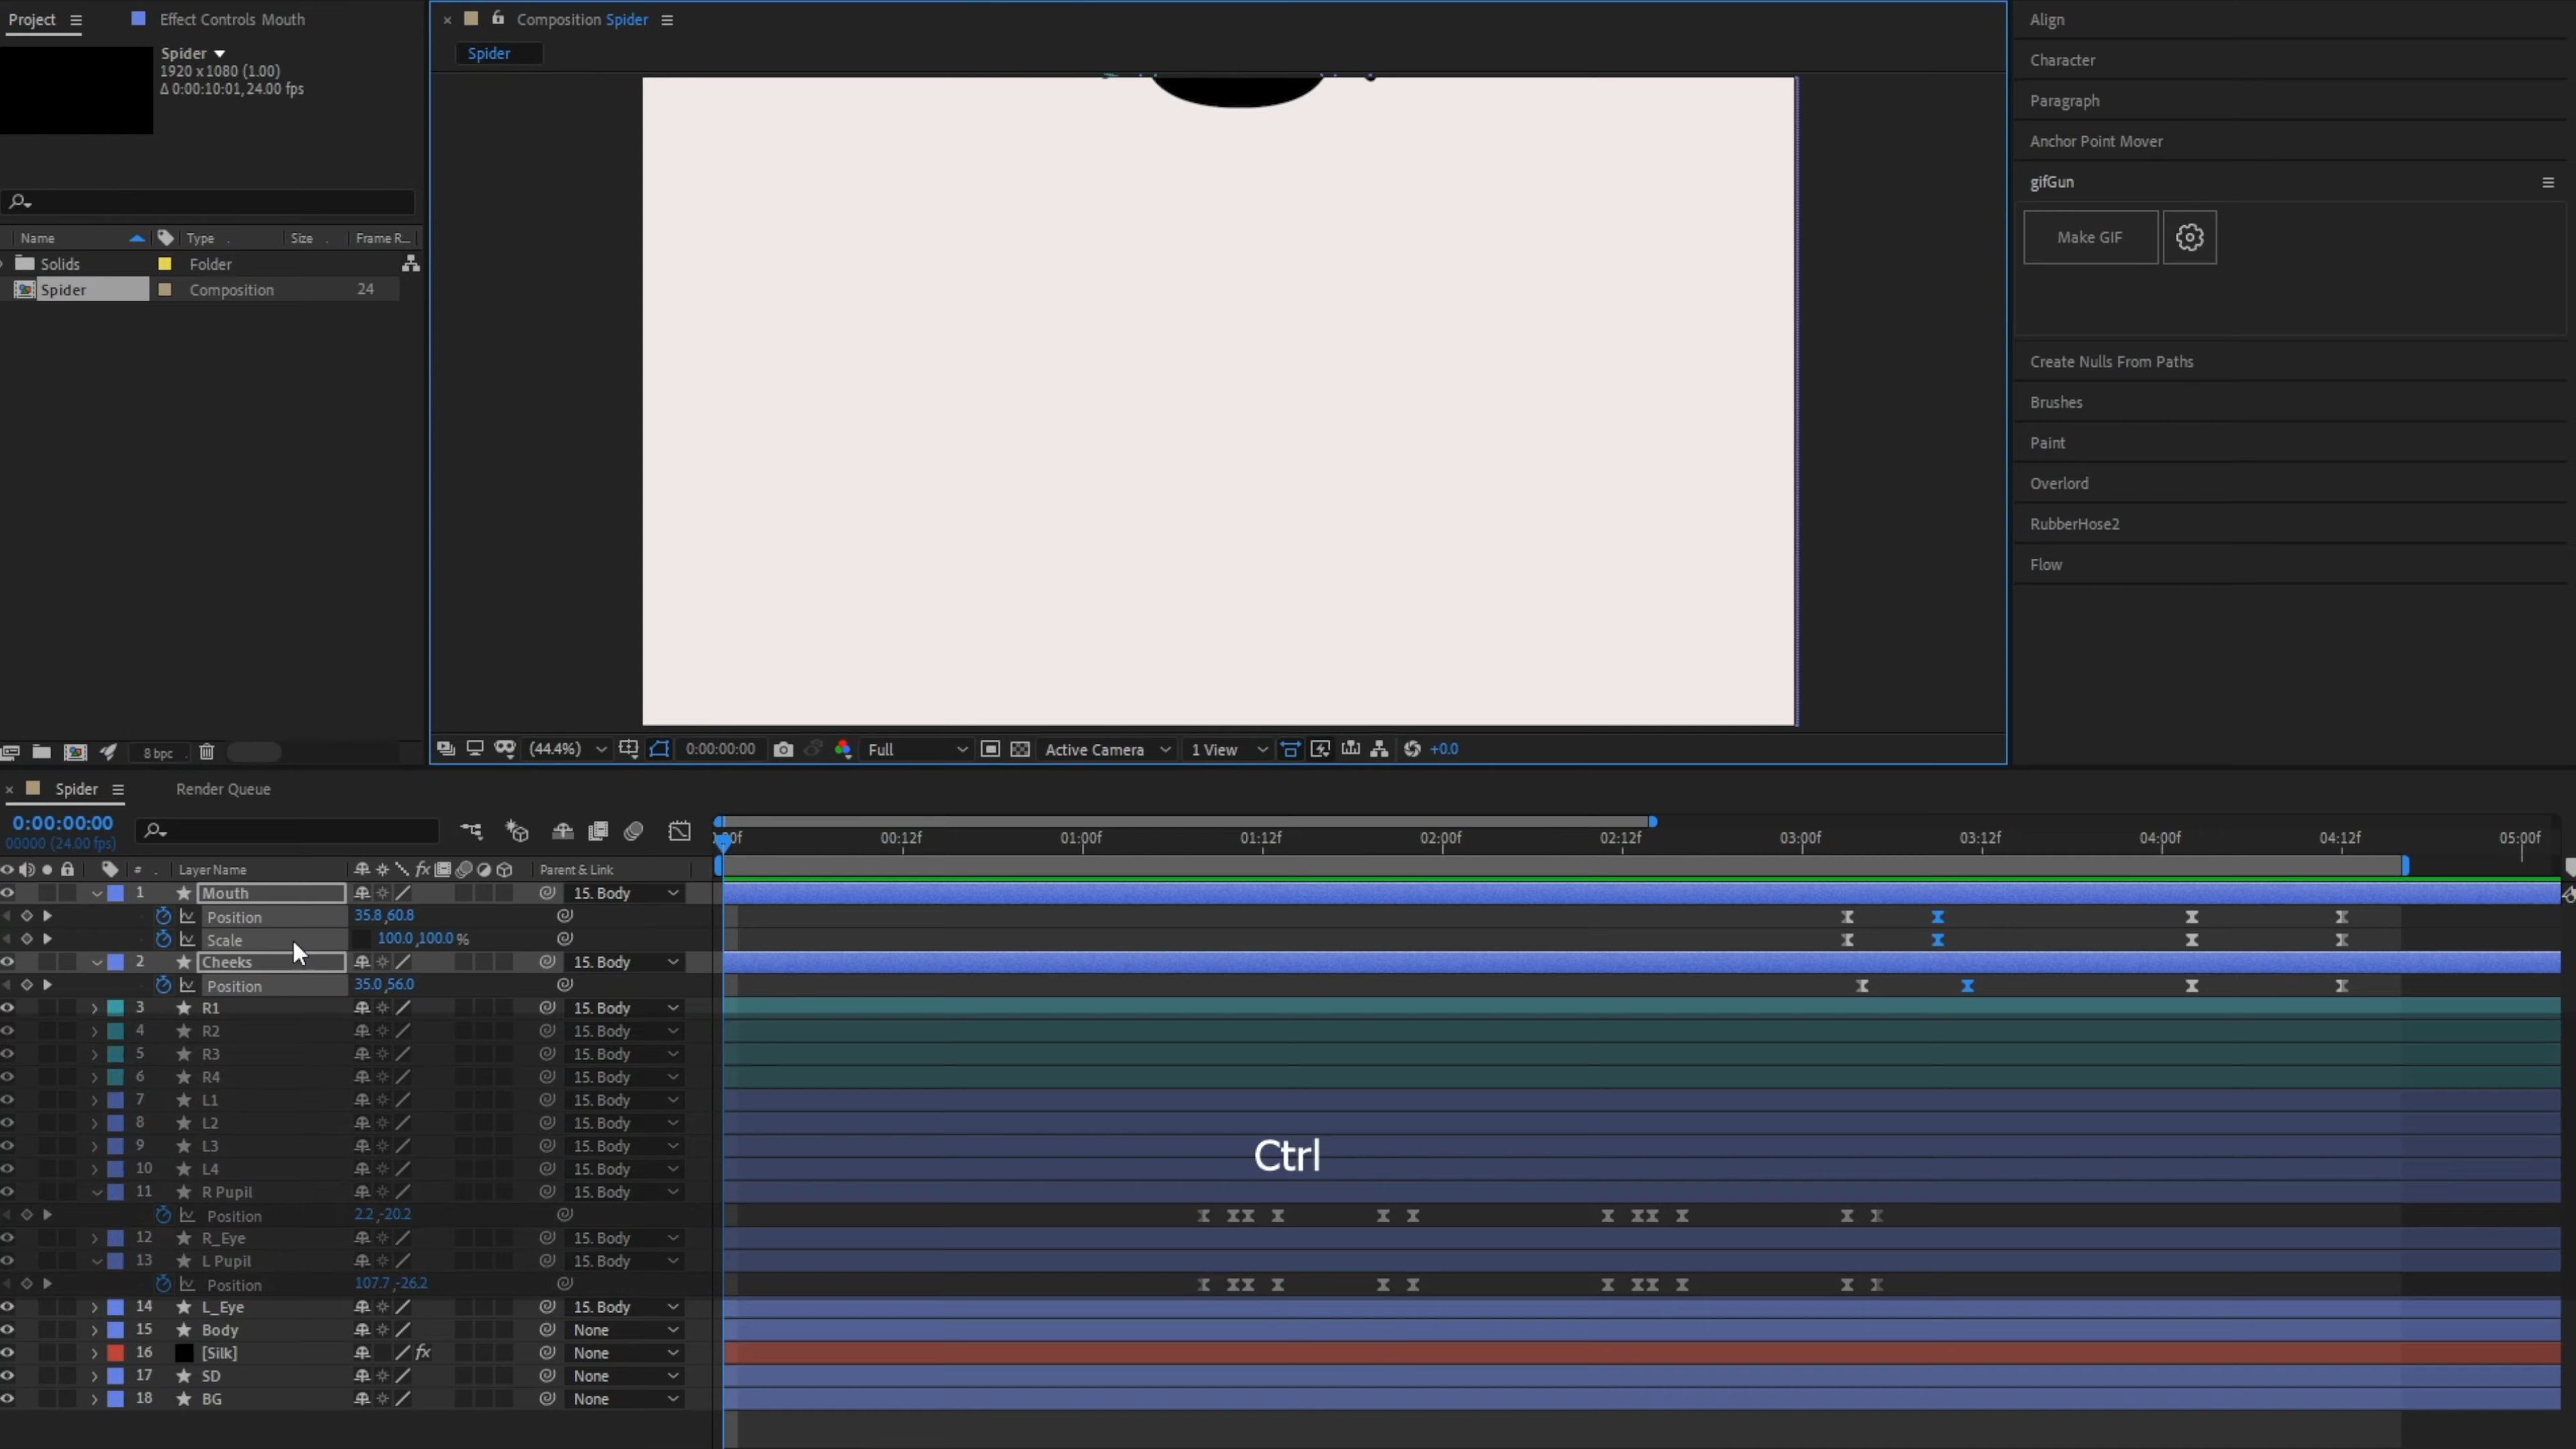 Project
Effect Controls Mouth
Composition Spider
Spider
1920 x 1080 (1.00)
Δ 0:00:10:01, 24.00 fps
Spider
Name Type Size Frame R...
Solids Folder
Spider Composition 24
8 bpc
(44.4%) 0:00:00:00 Full Active Camera 1 View +0.0
Align
Character
Paragraph
Anchor Point Mover
gifGun
Make GIF
Create Nulls From Paths
Brushes
Paint
Overlord
RubberHose2
Flow
Spider Render Queue
0:00:00:00
00000 (24.00 fps)
00:12f 01:00f 01:12f 02:00f 02:12f 03:00f 03:12f 04:00f 04:12f 05:00f
# Layer Name fx Parent & Link
1 Mouth 15. Body
Position 35.8,60.8
Scale 100.0,100.0 %
2 Cheeks 15. Body
Position 35.0,56.0
3 R1 15. Body
4 R2 15. Body
5 R3 15. Body
6 R4 15. Body
7 L1 15. Body
8 L2 15. Body
9 L3 15. Body
10 L4 15. Body
11 R Pupil 15. Body
Position 2.2,-20.2
12 R_Eye 15. Body
13 L Pupil 15. Body
Position 107.7,-26.2
14 L_Eye 15. Body
15 Body None
16 [Silk] fx None
17 SD None
18 BG None
Ctrl